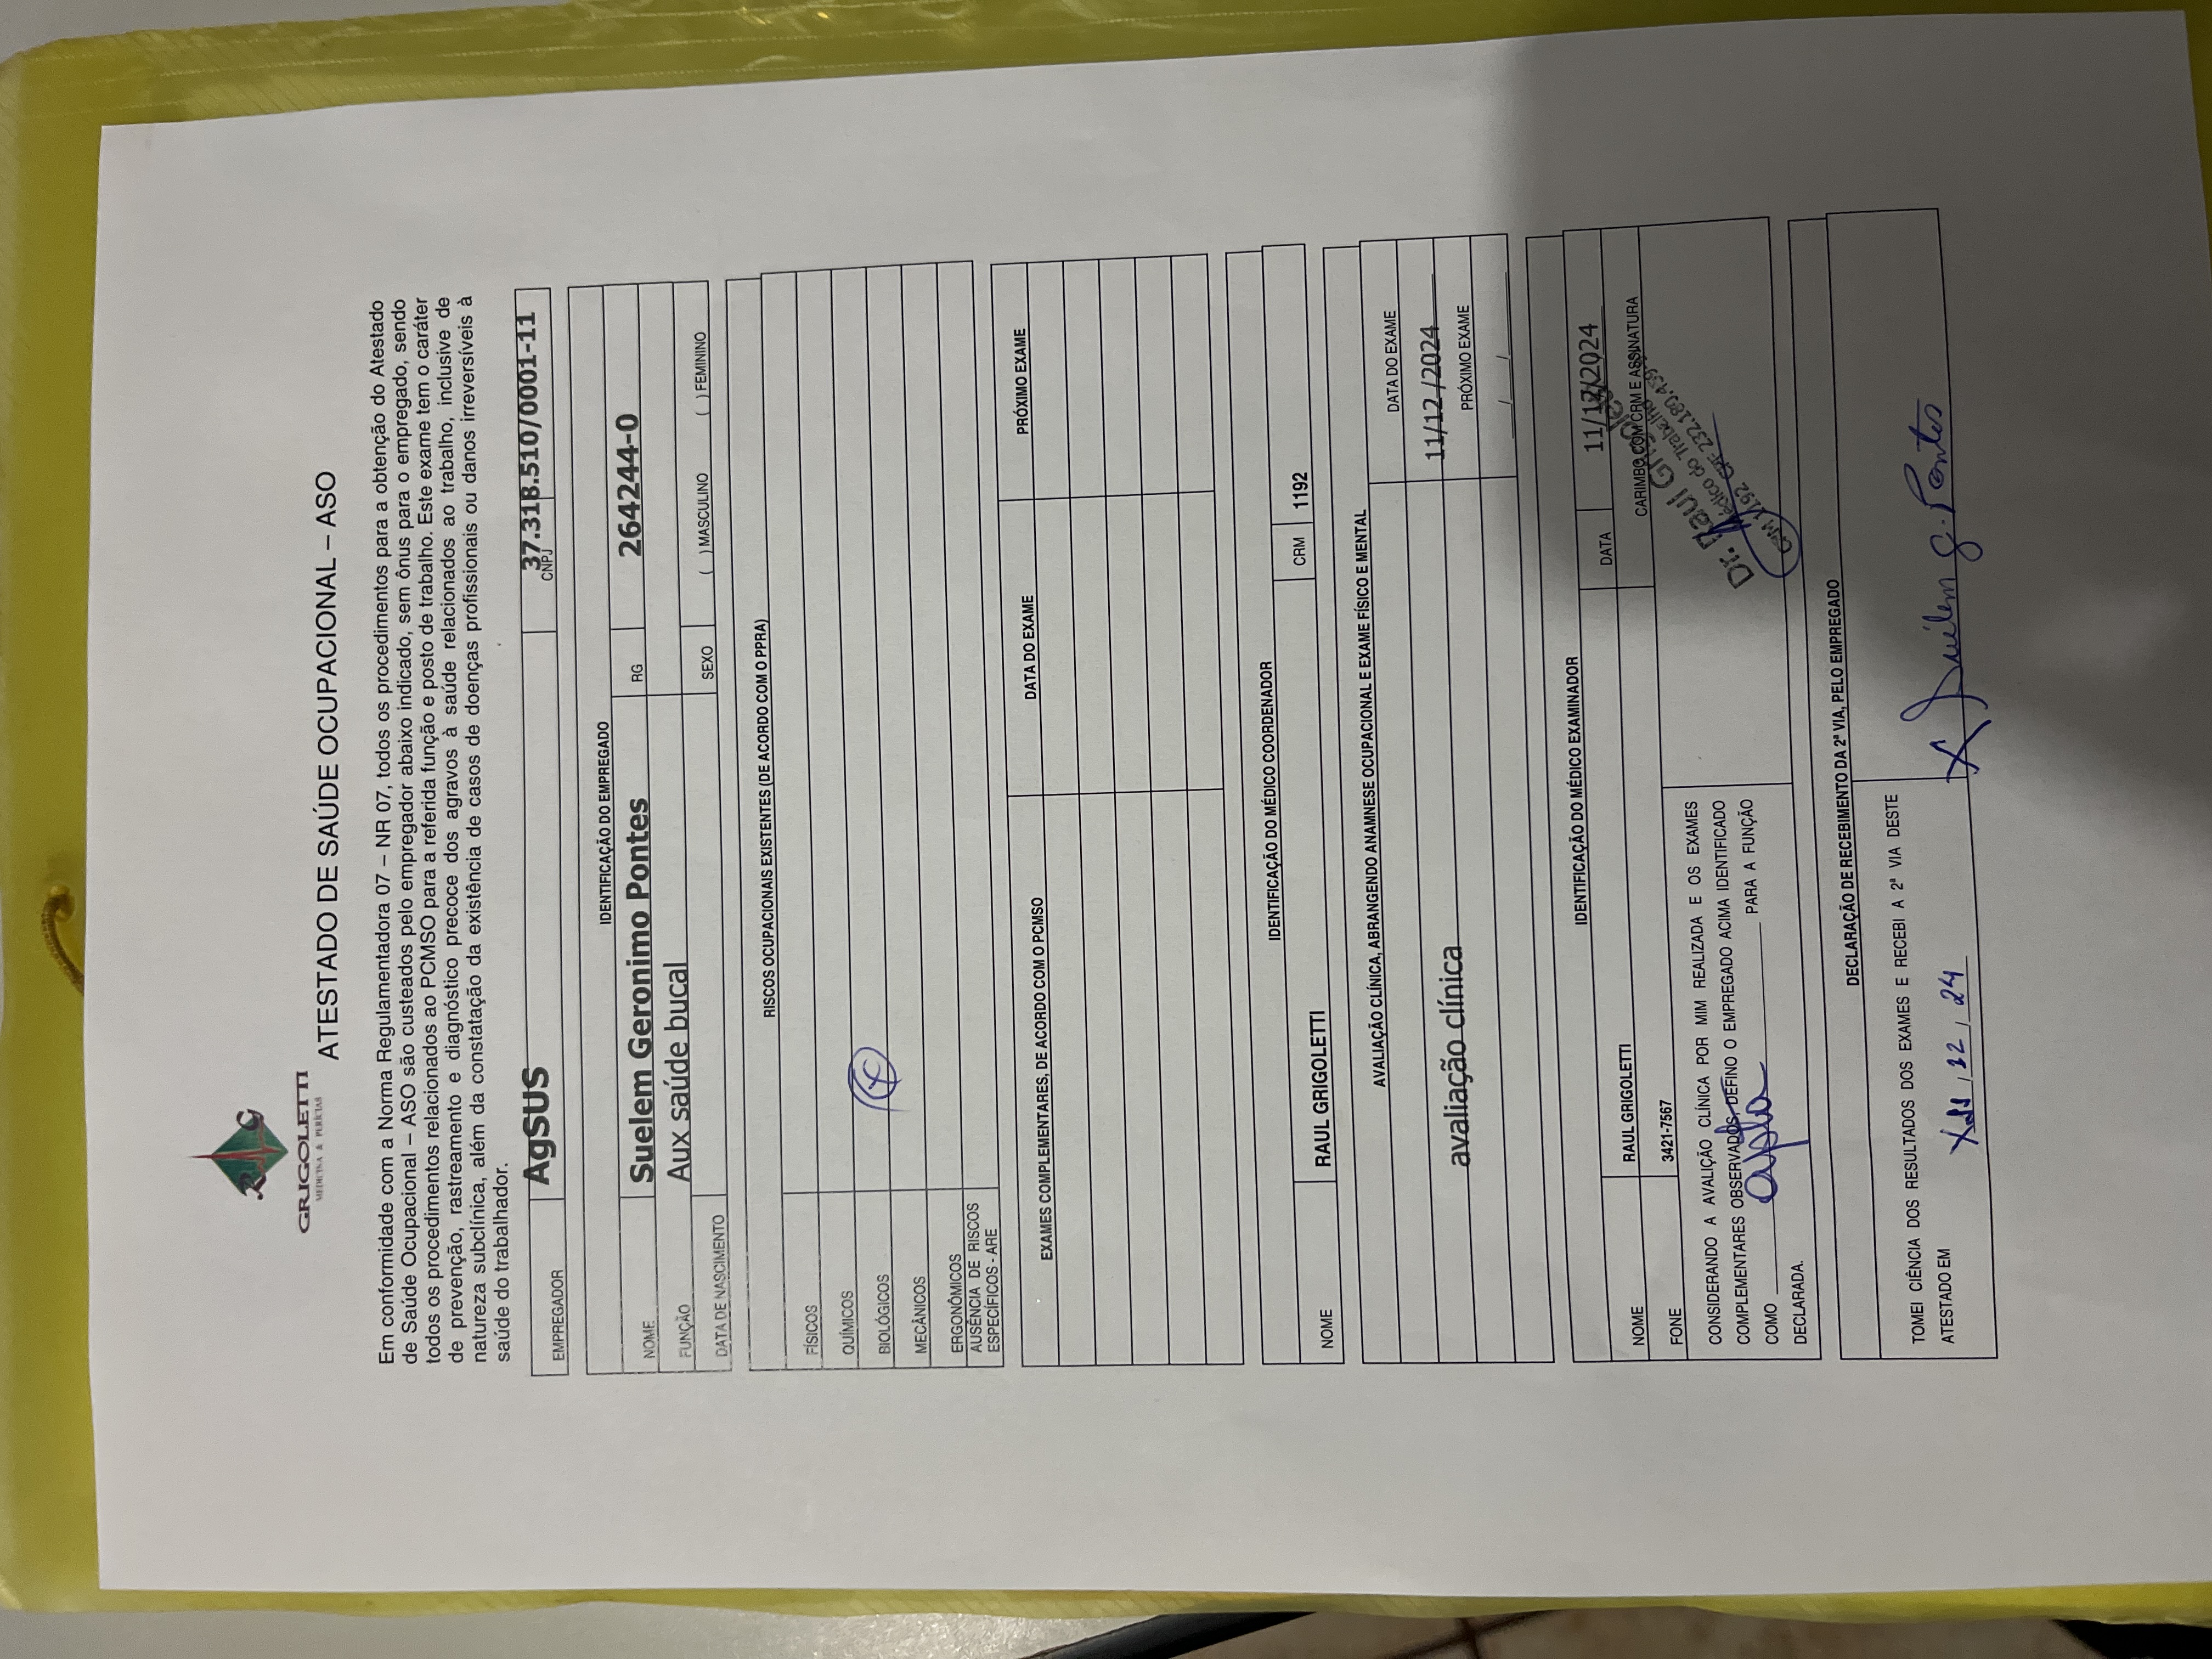 R G
GRIGOLETTI
MEDICINA & PERÍCIAS
ATESTADO DE SAÚDE OCUPACIONAL – ASO
Em conformidade com a Norma Regulamentadora 07 – NR 07, todos os procedimentos para a obtenção do Atestado
de Saúde Ocupacional – ASO são custeados pelo empregador abaixo indicado, sem ônus para o empregado, sendo
todos os procedimentos relacionados ao PCMSO para a referida função e posto de trabalho. Este exame tem o caráter
de prevenção, rastreamento e diagnóstico precoce dos agravos à saúde relacionados ao trabalho, inclusive de
natureza subclínica, além da constatação da existência de casos de doenças profissionais ou danos irreversíveis à
saúde do trabalhador.
EMPREGADOR AgSUS CNPJ 37.318.510/0001-11
IDENTIFICAÇÃO DO EMPREGADO
NOME Suelem Geronimo Pontes RG 264244-0
FUNÇÃO Aux saúde bucal
DATA DE NASCIMENTO SEXO ( ) MASCULINO ( ) FEMININO
RISCOS OCUPACIONAIS EXISTENTES (DE ACORDO COM O PPRA)
FÍSICOS
QUÍMICOS
BIOLÓGICOS X
MECÂNICOS
ERGONÔMICOS
AUSÊNCIA DE RISCOS
ESPECÍFICOS - ARE
EXAMES COMPLEMENTARES, DE ACORDO COM O PCMSO DATA DO EXAME PRÓXIMO EXAME
IDENTIFICAÇÃO DO MÉDICO COORDENADOR
NOME RAUL GRIGOLETTI CRM 1192
AVALIAÇÃO CLÍNICA, ABRANGENDO ANAMNESE OCUPACIONAL E EXAME FÍSICO E MENTAL
DATA DO EXAME
avaliação clínica 11/12 /2024
PRÓXIMO EXAME
___/___/______
IDENTIFICAÇÃO DO MÉDICO EXAMINADOR
NOME RAUL GRIGOLETTI DATA 11/12/2024
FONE 3421-7567 CARIMBO COM CRM E ASSINATURA
CONSIDERANDO A AVALIÇÃO CLÍNICA POR MIM REALIZADA E OS EXAMES
COMPLEMENTARES OBSERVADOS, DEFINO O EMPREGADO ACIMA IDENTIFICADO
COMO apta PARA A FUNÇÃO
DECLARADA.
Dr. Raul Grigoletti
Médico do Trabalho
CRM 1192 CPF 232.180.459
DECLARAÇÃO DE RECEBIMENTO DA 2ª VIA, PELO EMPREGADO
TOMEI CIÊNCIA DOS RESULTADOS DOS EXAMES E RECEBI A 2ª VIA DESTE
ATESTADO EM
X 11 / 12 / 24 X Suelem G. Pontes